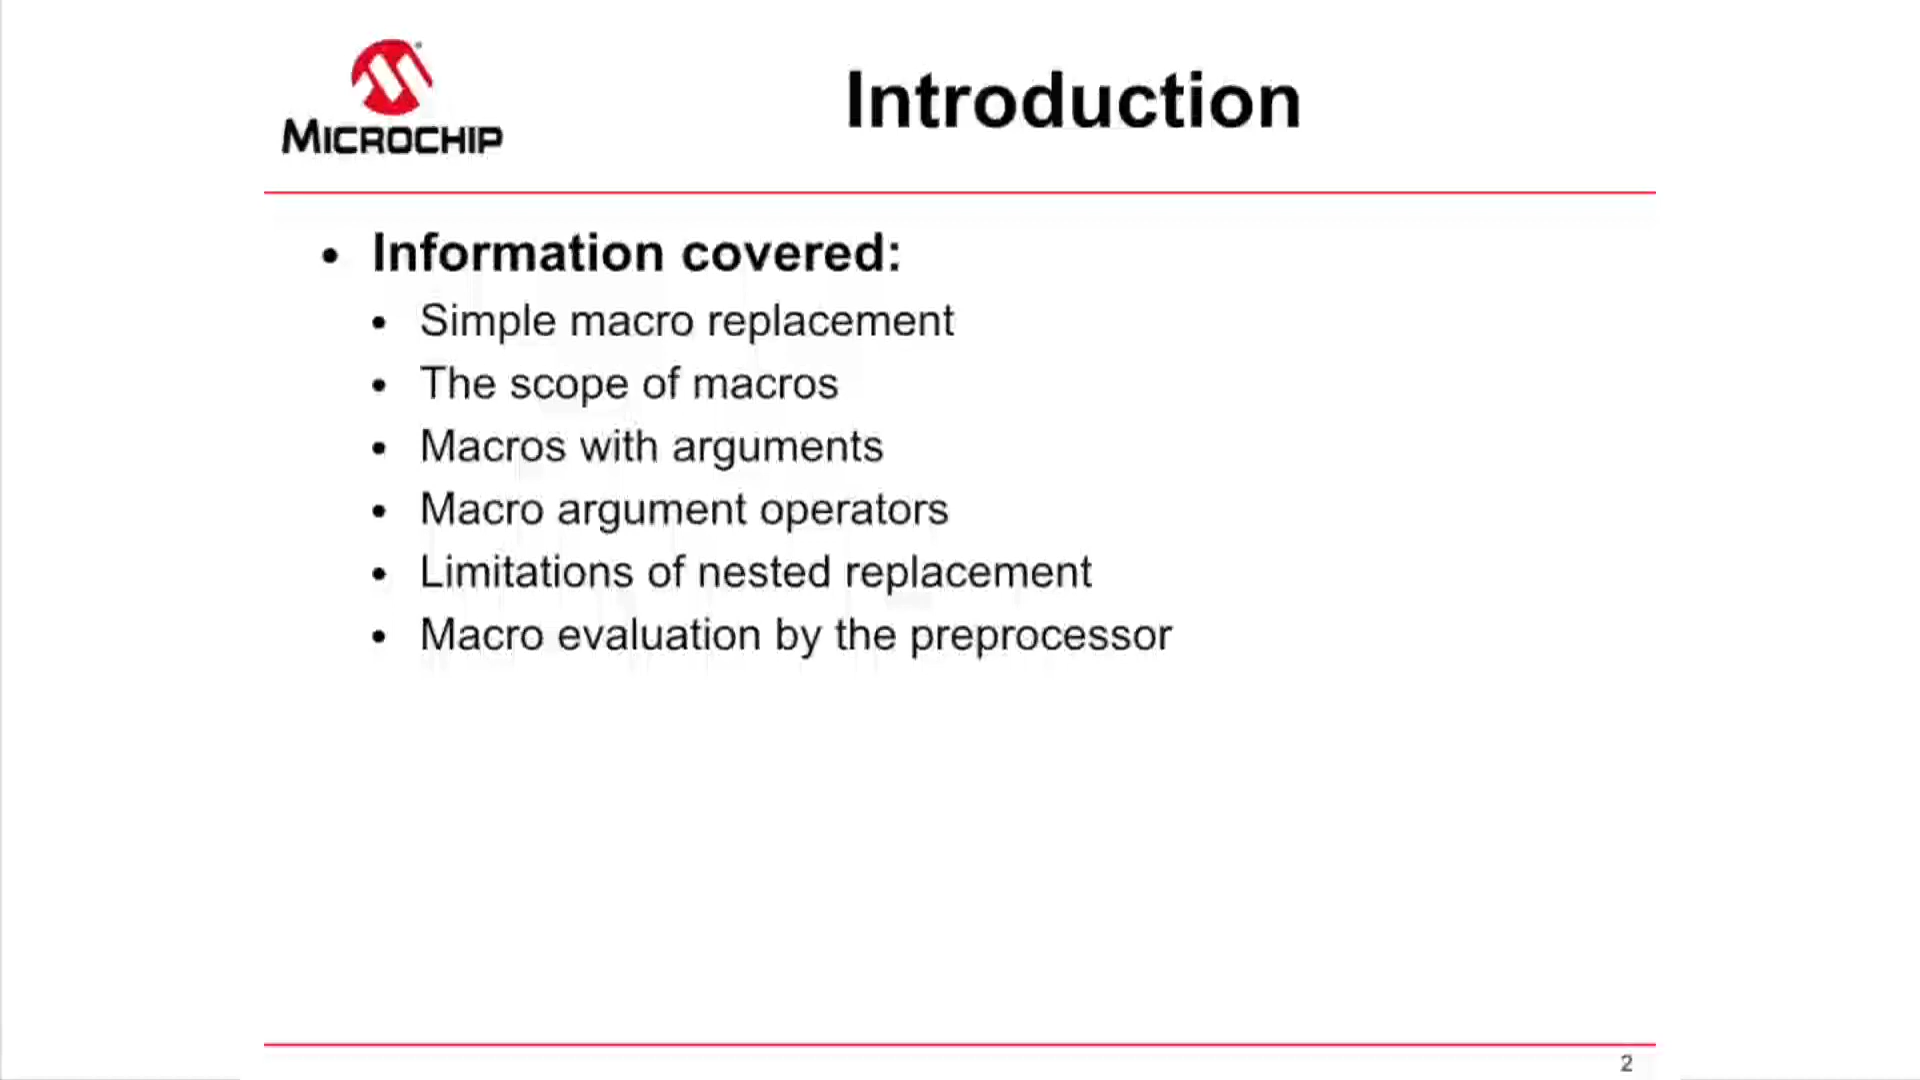 MICROCHIP
Introduction
• Information covered:
• Simple macro replacement
• The scope of macros
• Macros with arguments
• Macro argument operators
• Limitations of nested replacement
• Macro evaluation by the preprocessor
2